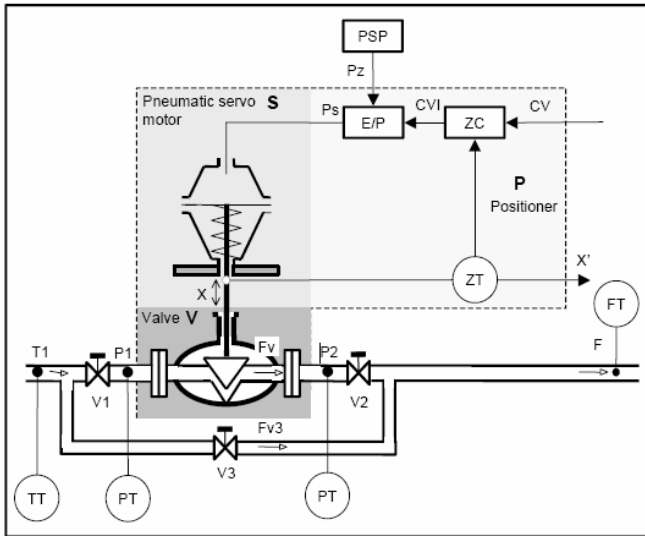 PSP
Pz
Pneumatic servo S
motor
Ps
E/P
CVI
ZC
CV
P
Positioner
ZT
X'
X
FT
Valve V
T1
P1
Fv
P2
F
V1
V2
Fv3
V3
TT
PT
PT